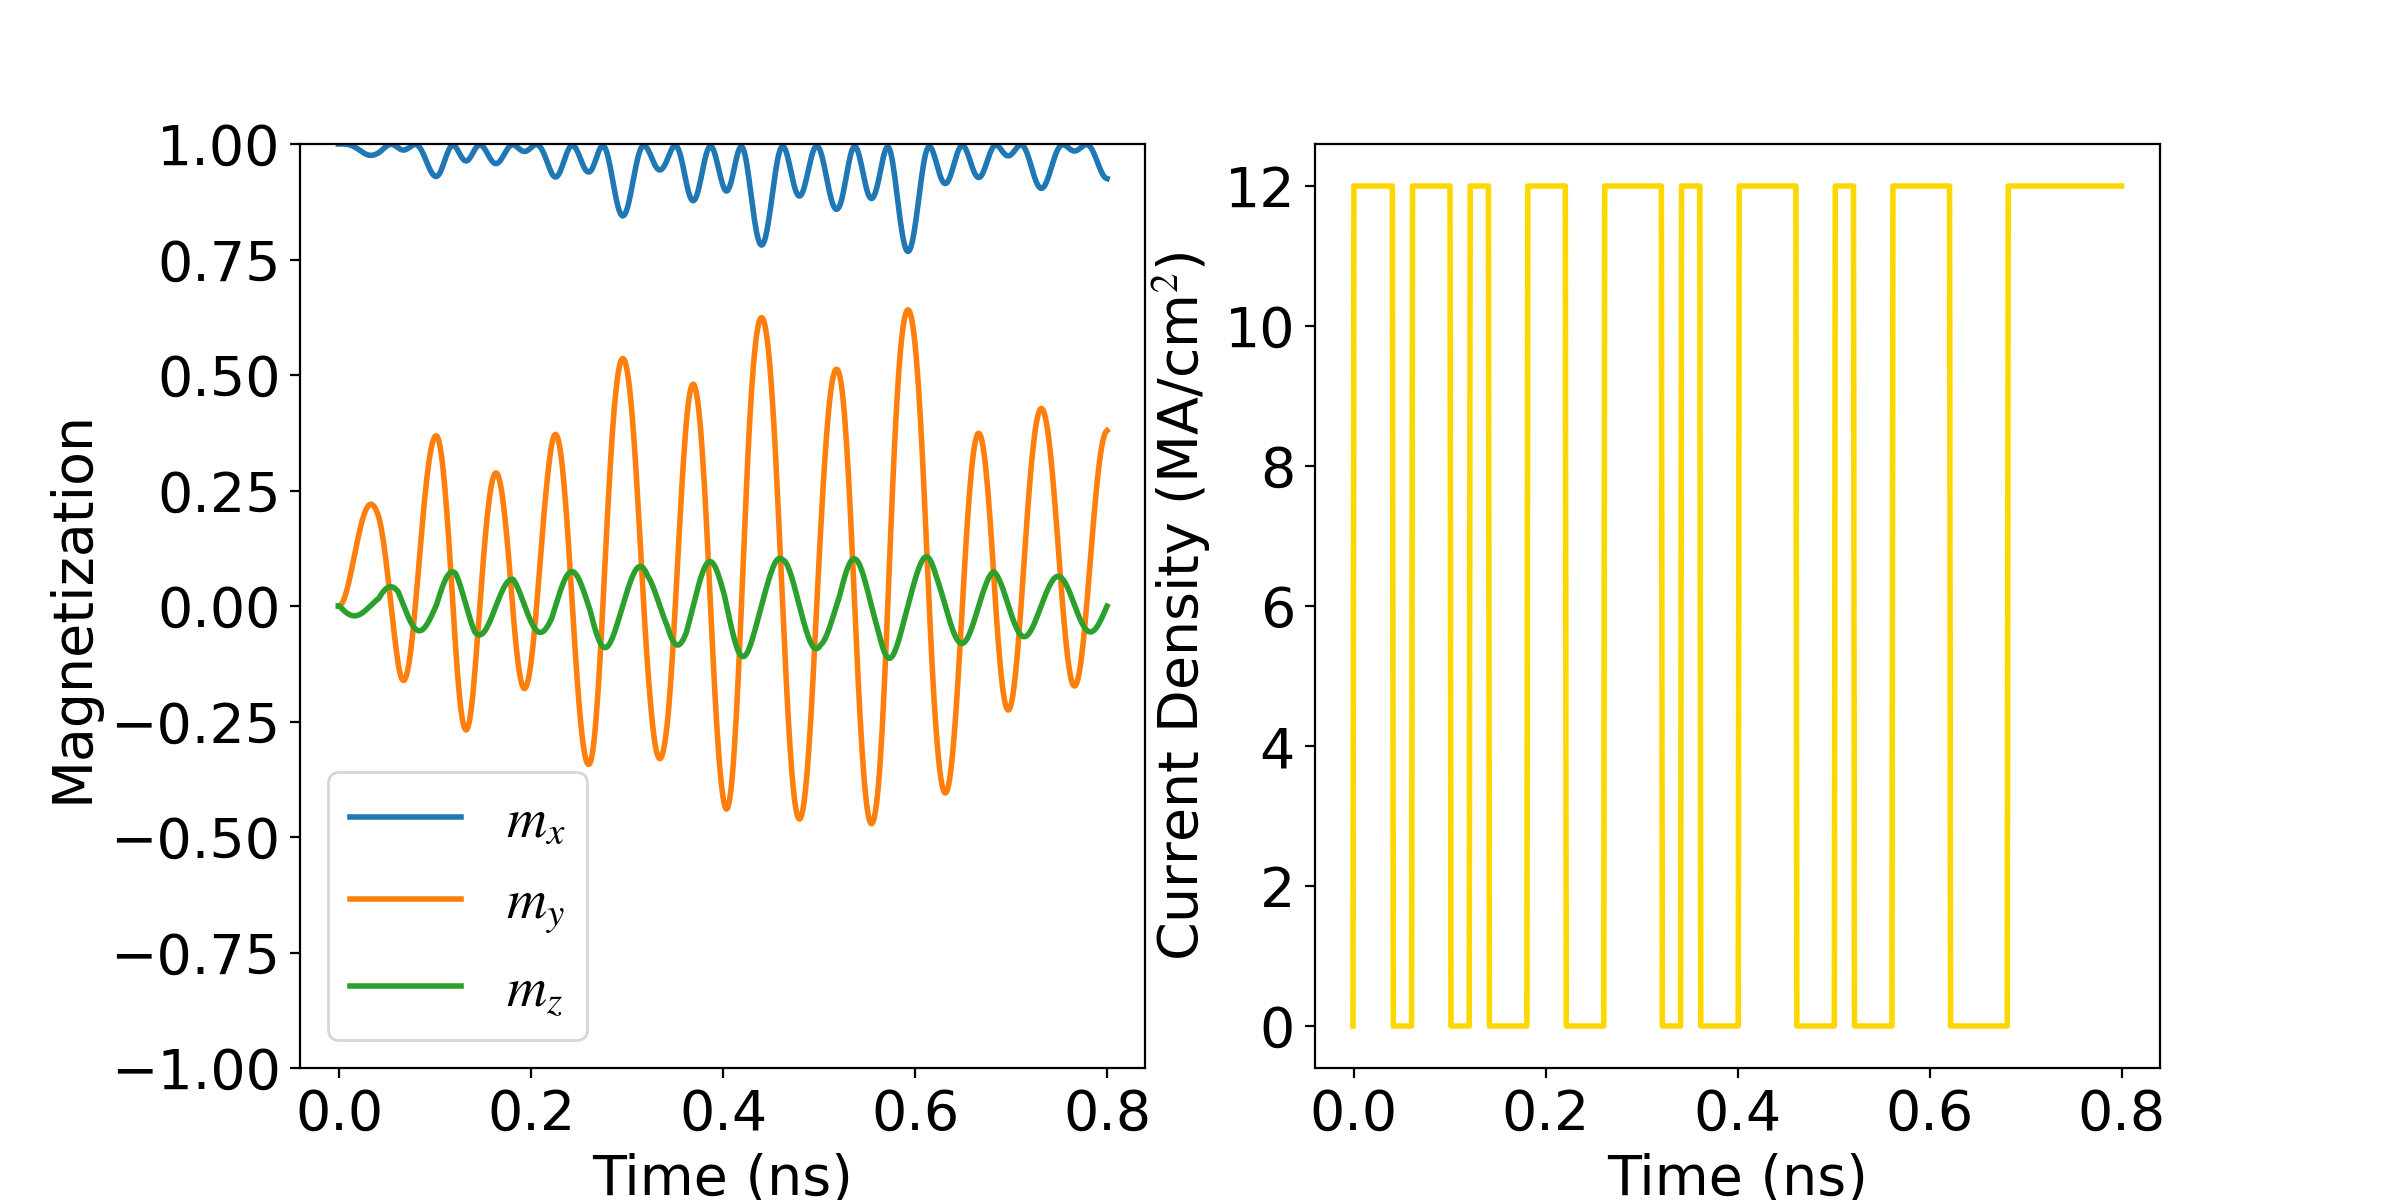 Magnetization
1.00
0.75
0.50
0.25
0.00
−0.25
−0.50
−0.75
−1.00
m_x
m_y
m_z
0.0 0.2 0.4 0.6 0.8
Time (ns)
Current Density (MA/cm²)
12
10
8
6
4
2
0
0.0 0.2 0.4 0.6 0.8
Time (ns)